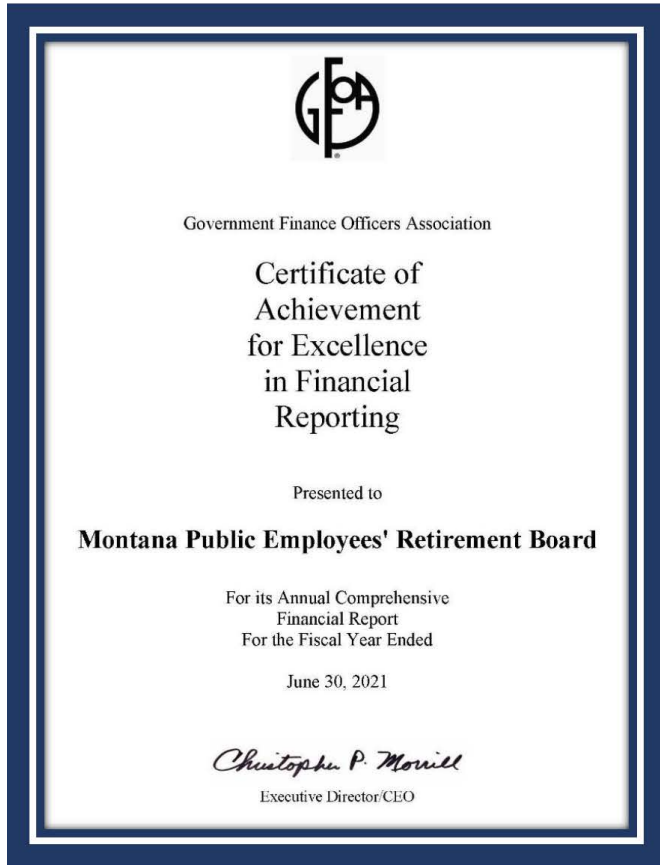 GFOA
®
Government Finance Officers Association
Certificate of
Achievement
for Excellence
in Financial
Reporting
Presented to
Montana Public Employees' Retirement Board
For its Annual Comprehensive
Financial Report
For the Fiscal Year Ended
June 30, 2021
Christopher P. Morrill
Executive Director/CEO